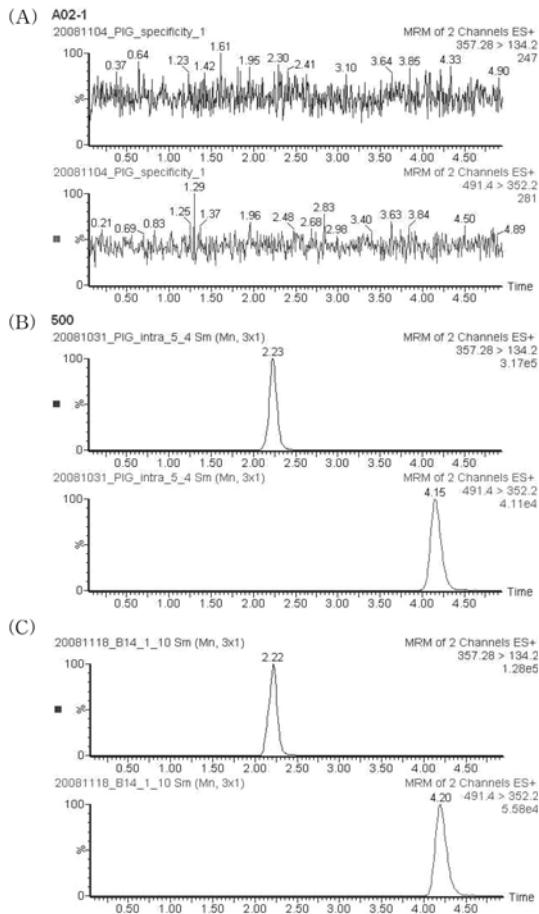 (A) A02-1
20081104_PIG_specificity_1 MRM of 2 Channels ES+
357.28 > 134.2
247
100
%
0
0.37 0.64 1.23 1.42 1.61 1.95 2.30 2.41 3.10 3.64 3.85 4.33 4.90
0.50 1.00 1.50 2.00 2.50 3.00 3.50 4.00 4.50
20081104_PIG_specificity_1 MRM of 2 Channels ES+
491.4 > 352.2
281
100
%
0
0.21 0.69 0.83 1.25 1.29 1.37 1.96 2.48 2.68 2.83 2.98 3.40 3.63 3.84 4.50 4.89
0.50 1.00 1.50 2.00 2.50 3.00 3.50 4.00 4.50 Time
(B) 500
20081031_PIG_intra_5_4 Sm (Mn, 3x1) MRM of 2 Channels ES+
357.28 > 134.2
3.17e5
100
%
0
2.23
0.50 1.00 1.50 2.00 2.50 3.00 3.50 4.00 4.50
20081031_PIG_intra_5_4 Sm (Mn, 3x1) MRM of 2 Channels ES+
491.4 > 352.2
4.11e4
100
%
0
4.15
0.50 1.00 1.50 2.00 2.50 3.00 3.50 4.00 4.50 Time
(C)
20081118_B14_1_10 Sm (Mn, 3x1) MRM of 2 Channels ES+
357.28 > 134.2
1.28e5
100
%
0
2.22
0.50 1.00 1.50 2.00 2.50 3.00 3.50 4.00 4.50
20081118_B14_1_10 Sm (Mn, 3x1) MRM of 2 Channels ES+
491.4 > 352.2
5.58e4
100
%
0
4.20
0.50 1.00 1.50 2.00 2.50 3.00 3.50 4.00 4.50 Time